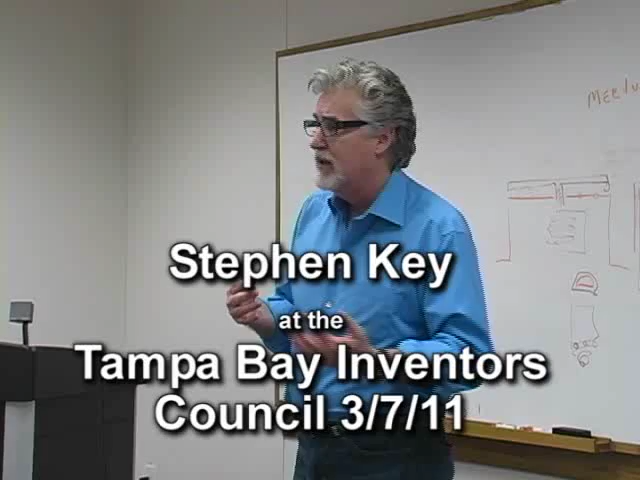 Stephen Key
at the
Tampa Bay Inventors
Council 3/7/11